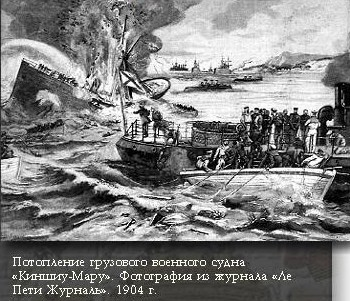 Потопление грузового военного судна
«Киншиу-Мару». Фотография из журнала «Ле
Пети Журналь». 1904 г.